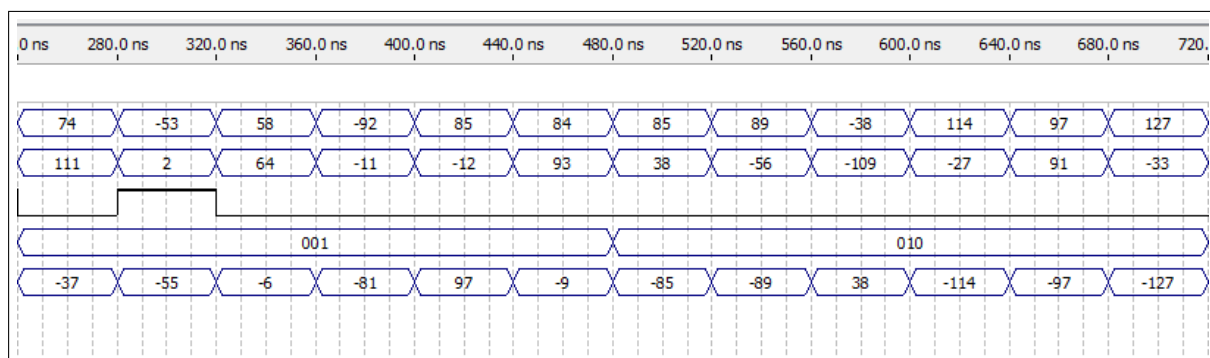 0 ns 280.0 ns 320.0 ns 360.0 ns 400.0 ns 440.0 ns 480.0 ns 520.0 ns 560.0 ns 600.0 ns 640.0 ns 680.0 ns 720.
74 -53 58 -92 85 84 85 89 -38 114 97 127
111 2 64 -11 -12 93 38 -56 -109 -27 91 -33
001 010
-37 -55 -6 -81 97 -9 -85 -89 38 -114 -97 -127